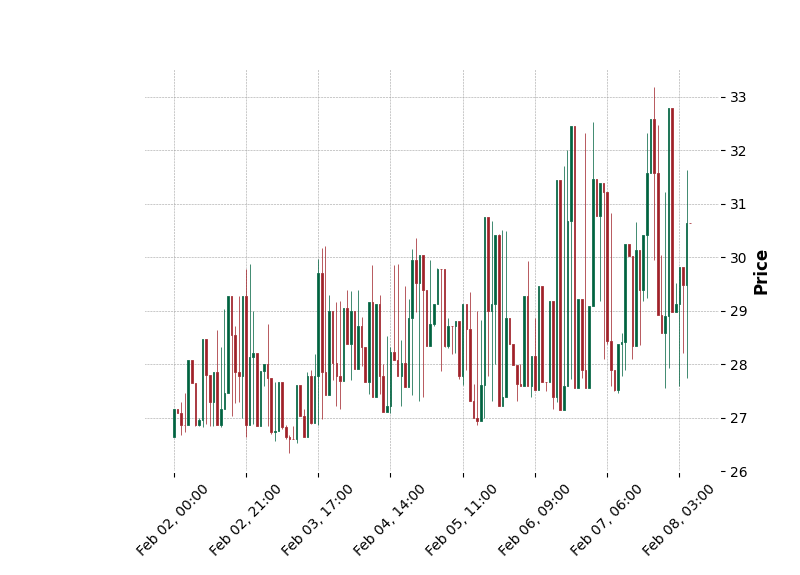 33
32
31
30
29
28
27
26
Price
Feb 02, 00:00
Feb 02, 21:00
Feb 03, 17:00
Feb 04, 14:00
Feb 05, 11:00
Feb 06, 09:00
Feb 07, 06:00
Feb 08, 03:00